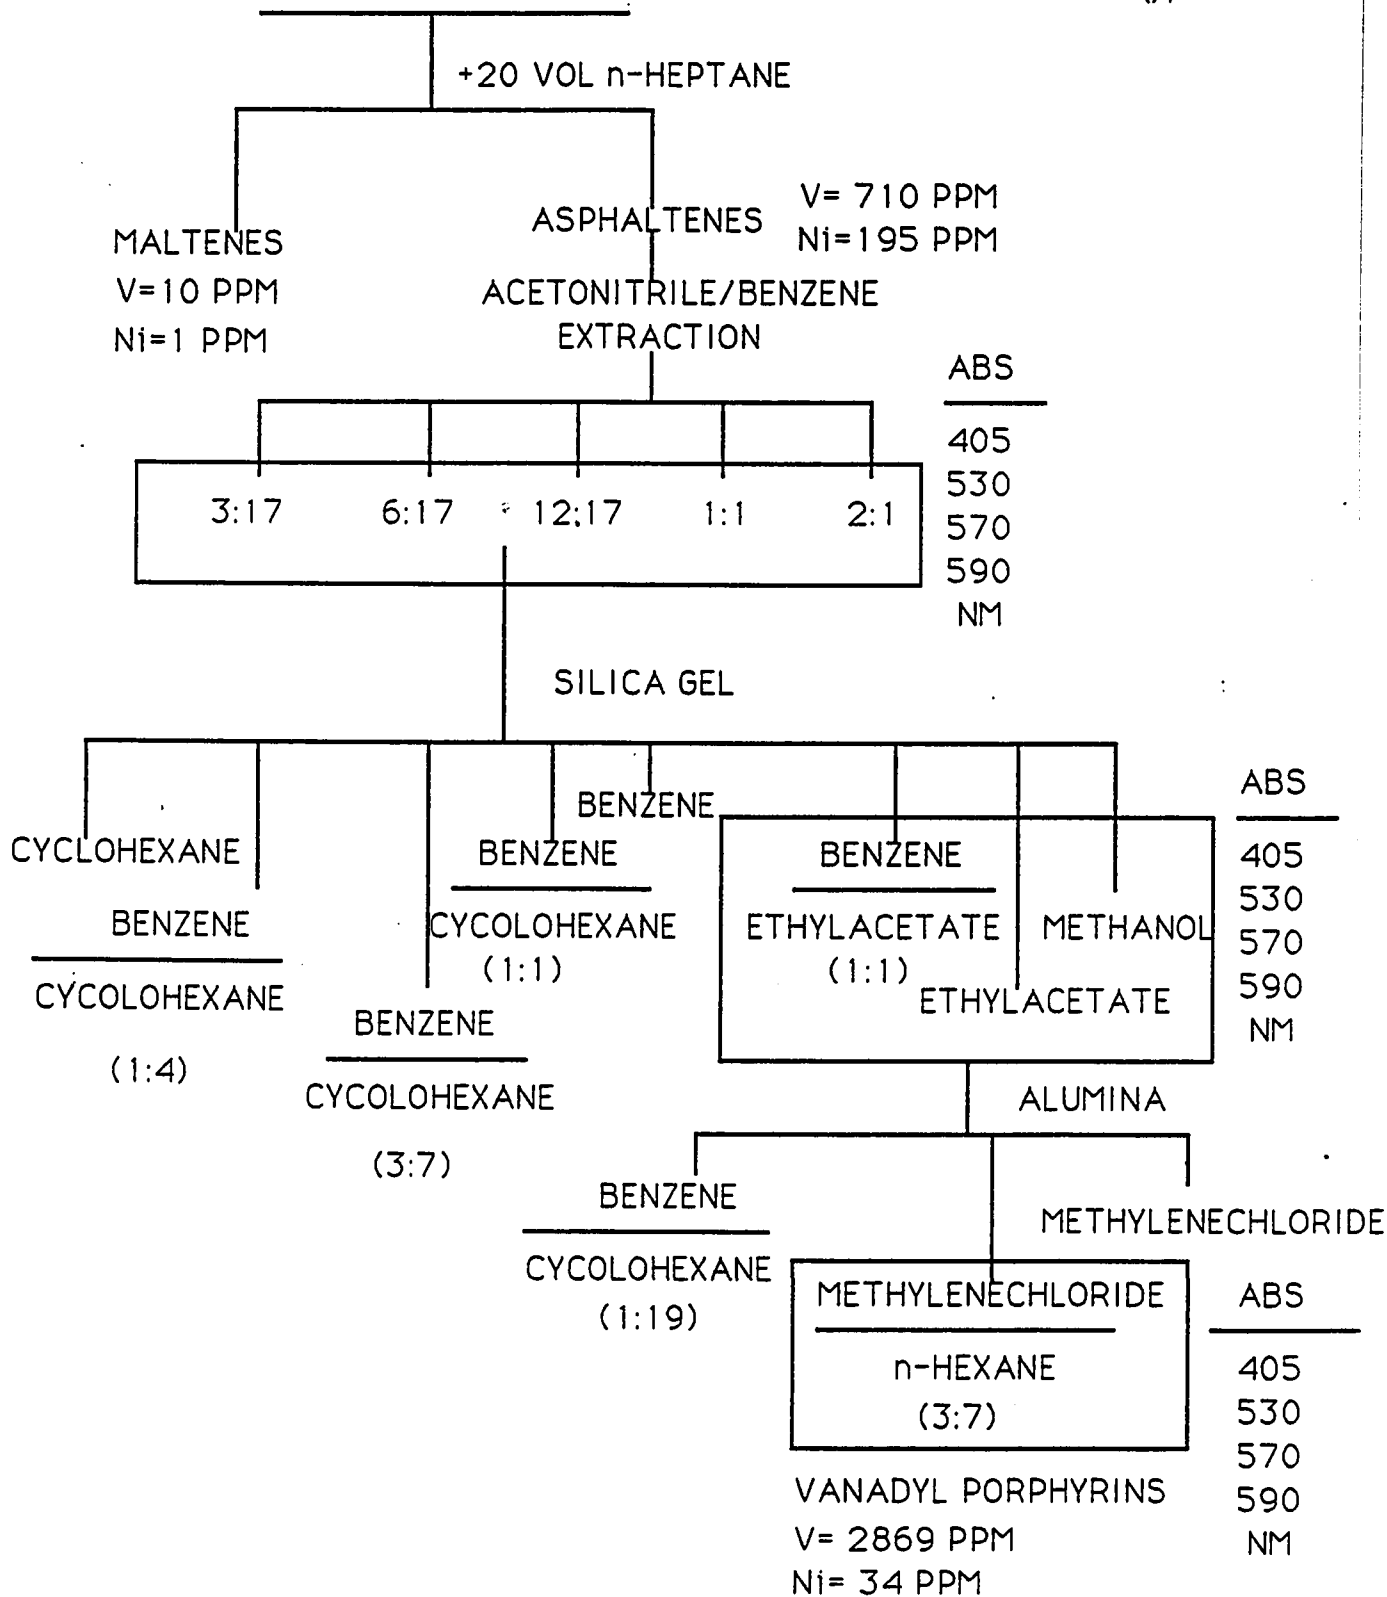 +20 VOL n-HEPTANE
MALTENES
V=10 PPM
Ni=1 PPM
ASPHALTENES
V= 710 PPM
Ni=195 PPM
ACETONITRILE/BENZENE
EXTRACTION
ABS
405
530
570
590
NM
3:17 6:17 12:17 1:1 2:1
SILICA GEL
CYCLOHEXANE
BENZENE
CYCOLOHEXANE
(1:4)
BENZENE
CYCOLOHEXANE
(3:7)
BENZENE
CYCOLOHEXANE
(1:1)
BENZENE
BENZENE
ETHYLACETATE
(1:1)
ETHYLACETATE
METHANOL
ABS
405
530
570
590
NM
ALUMINA
BENZENE
CYCOLOHEXANE
(1:19)
METHYLENECHLORIDE
n-HEXANE
(3:7)
METHYLENECHLORIDE
ABS
405
530
570
590
NM
VANADYL PORPHYRINS
V= 2869 PPM
Ni= 34 PPM